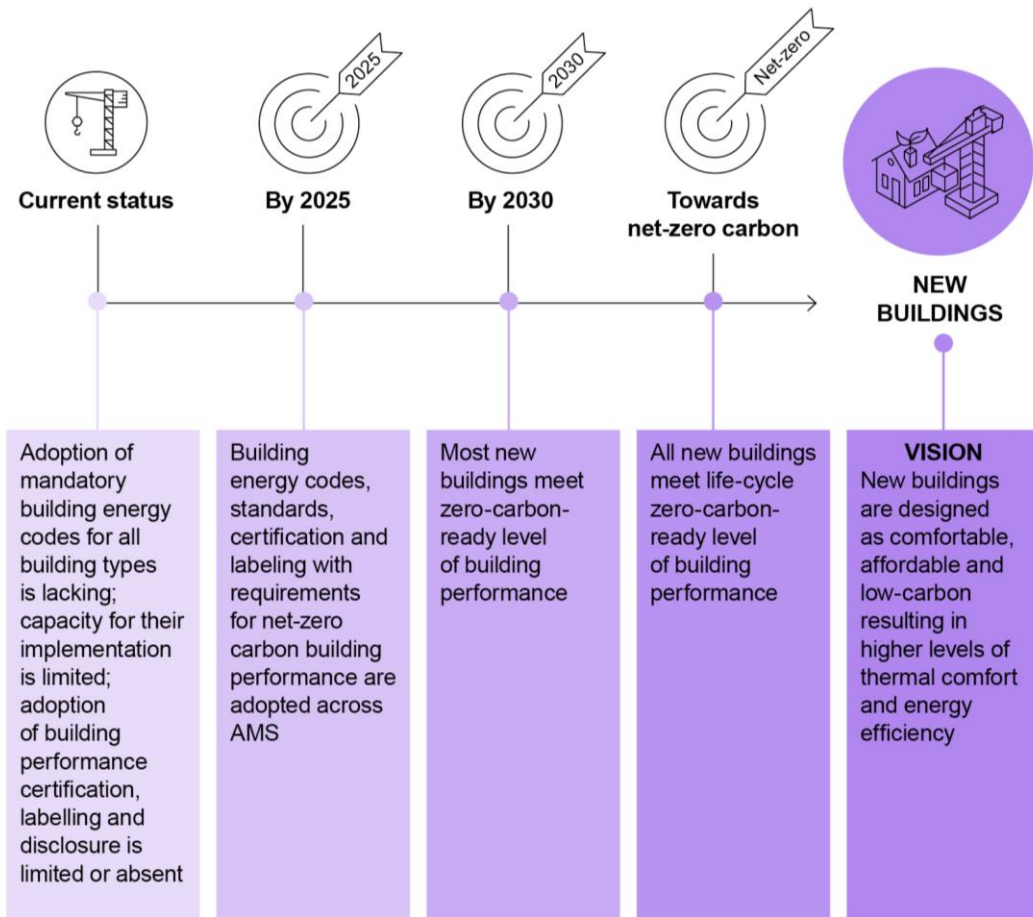 2025
2030
Net-zero
Current status
By 2025
By 2030
Towards
net-zero carbon
NEW
BUILDINGS
Adoption of
mandatory
building energy
codes for all
building types
is lacking;
capacity for their
implementation
is limited;
adoption
of building
performance
certification,
labelling and
disclosure is
limited or absent
Building
energy codes,
standards,
certification and
labeling with
requirements
for net-zero
carbon building
performance are
adopted across
AMS
Most new
buildings meet
zero-carbon-
ready level
of building
performance
All new buildings
meet life-cycle
zero-carbon-
ready level
of building
performance
VISION
New buildings
are designed
as comfortable,
affordable and
low-carbon
resulting in
higher levels of
thermal comfort
and energy
efficiency